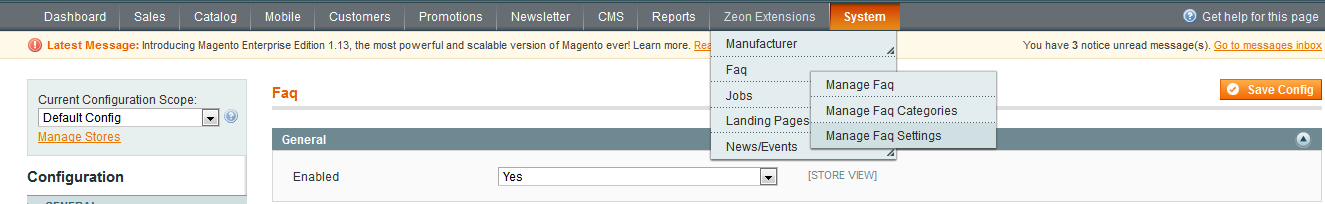 Dashboard Sales Catalog Mobile Customers Promotions Newsletter CMS Reports Zeon Extensions System Get help for this page
Latest Message: Introducing Magento Enterprise Edition 1.13, the most powerful and scalable version of Magento ever! Learn more. Rea
You have 3 notice unread message(s). Go to messages inbox
Manufacturer
Faq
Jobs
Landing Pages
News/Events
Manage Faq
Manage Faq Categories
Manage Faq Settings
Current Configuration Scope:
Default Config
Manage Stores
Configuration
GENERAL
Faq
Save Config
General
Enabled Yes [STORE VIEW]